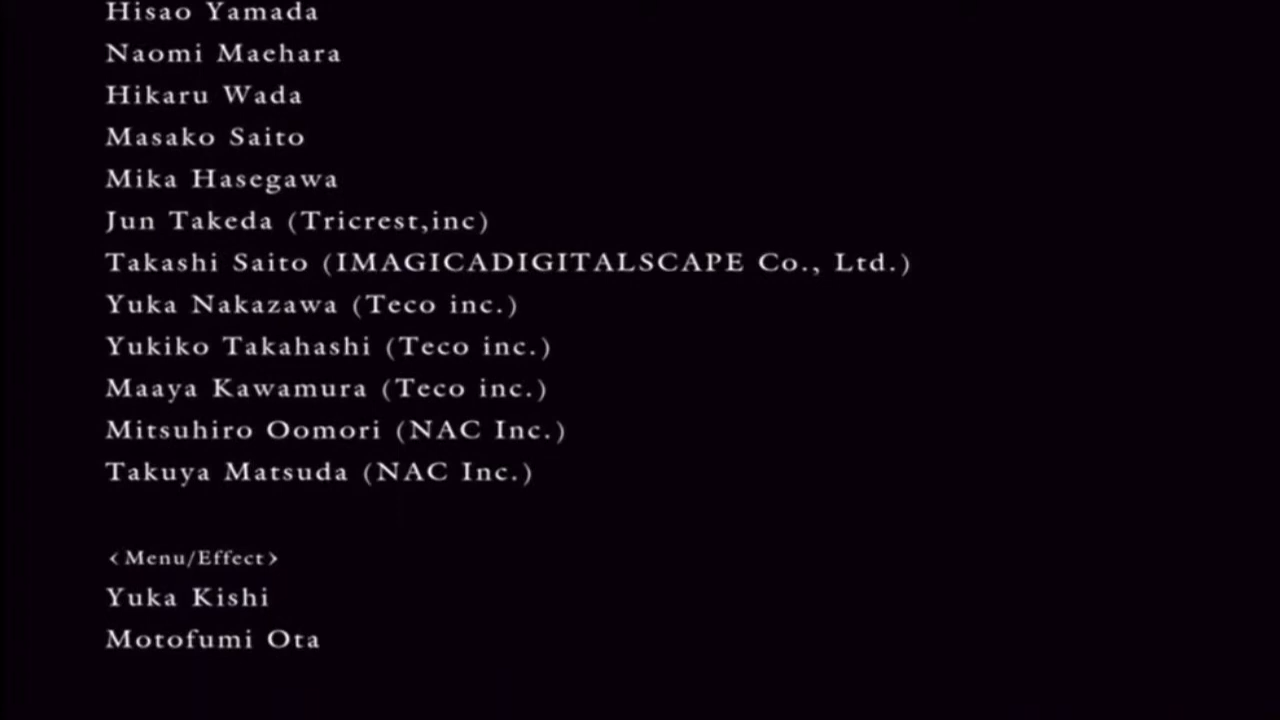 Hisao Yamada
Naomi Maehara
Hikaru Wada
Masako Saito
Mika Hasegawa
Jun Takeda (Tricrest,inc)
Takashi Saito (IMAGICADIGITALSCAPE Co., Ltd.)
Yuka Nakazawa (Teco inc.)
Yukiko Takahashi (Teco inc.)
Maaya Kawamura (Teco inc.)
Mitsuhiro Oomori (NAC Inc.)
Takuya Matsuda (NAC Inc.)
<Menu/Effect>
Yuka Kishi
Motofumi Ota